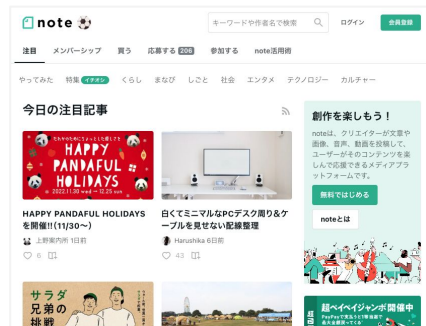 note
キーワードや作者名で検索
ログイン
会員登録
注目 メンバーシップ 買う 応募する 206 参加する note活用術
やってみた 特集 イチオシ くらし まなび しごと 社会 エンタメ テクノロジー カルチャー
今日の注目記事
HAPPY
PANDAFUL
HOLIDAYS
2022.11.30 wed ― 12.25 sun
HAPPY PANDAFUL HOLIDAYS
を開催!!(11/30〜)
上野案内所 1日前
6
白くてミニマルなPCデスク周り&ケ
ーブルを見せない配線整理
Harushika 6日前
43
サラダ
兄弟の
挑戦
創作を楽しもう！
noteは、クリエイターが文章や
画像、音声、動画を投稿して、
ユーザーがそのコンテンツを楽
しんで応援できるメディアプラ
ットフォームです。
無料ではじめる
noteとは
超ペイペイジャンボ開催中